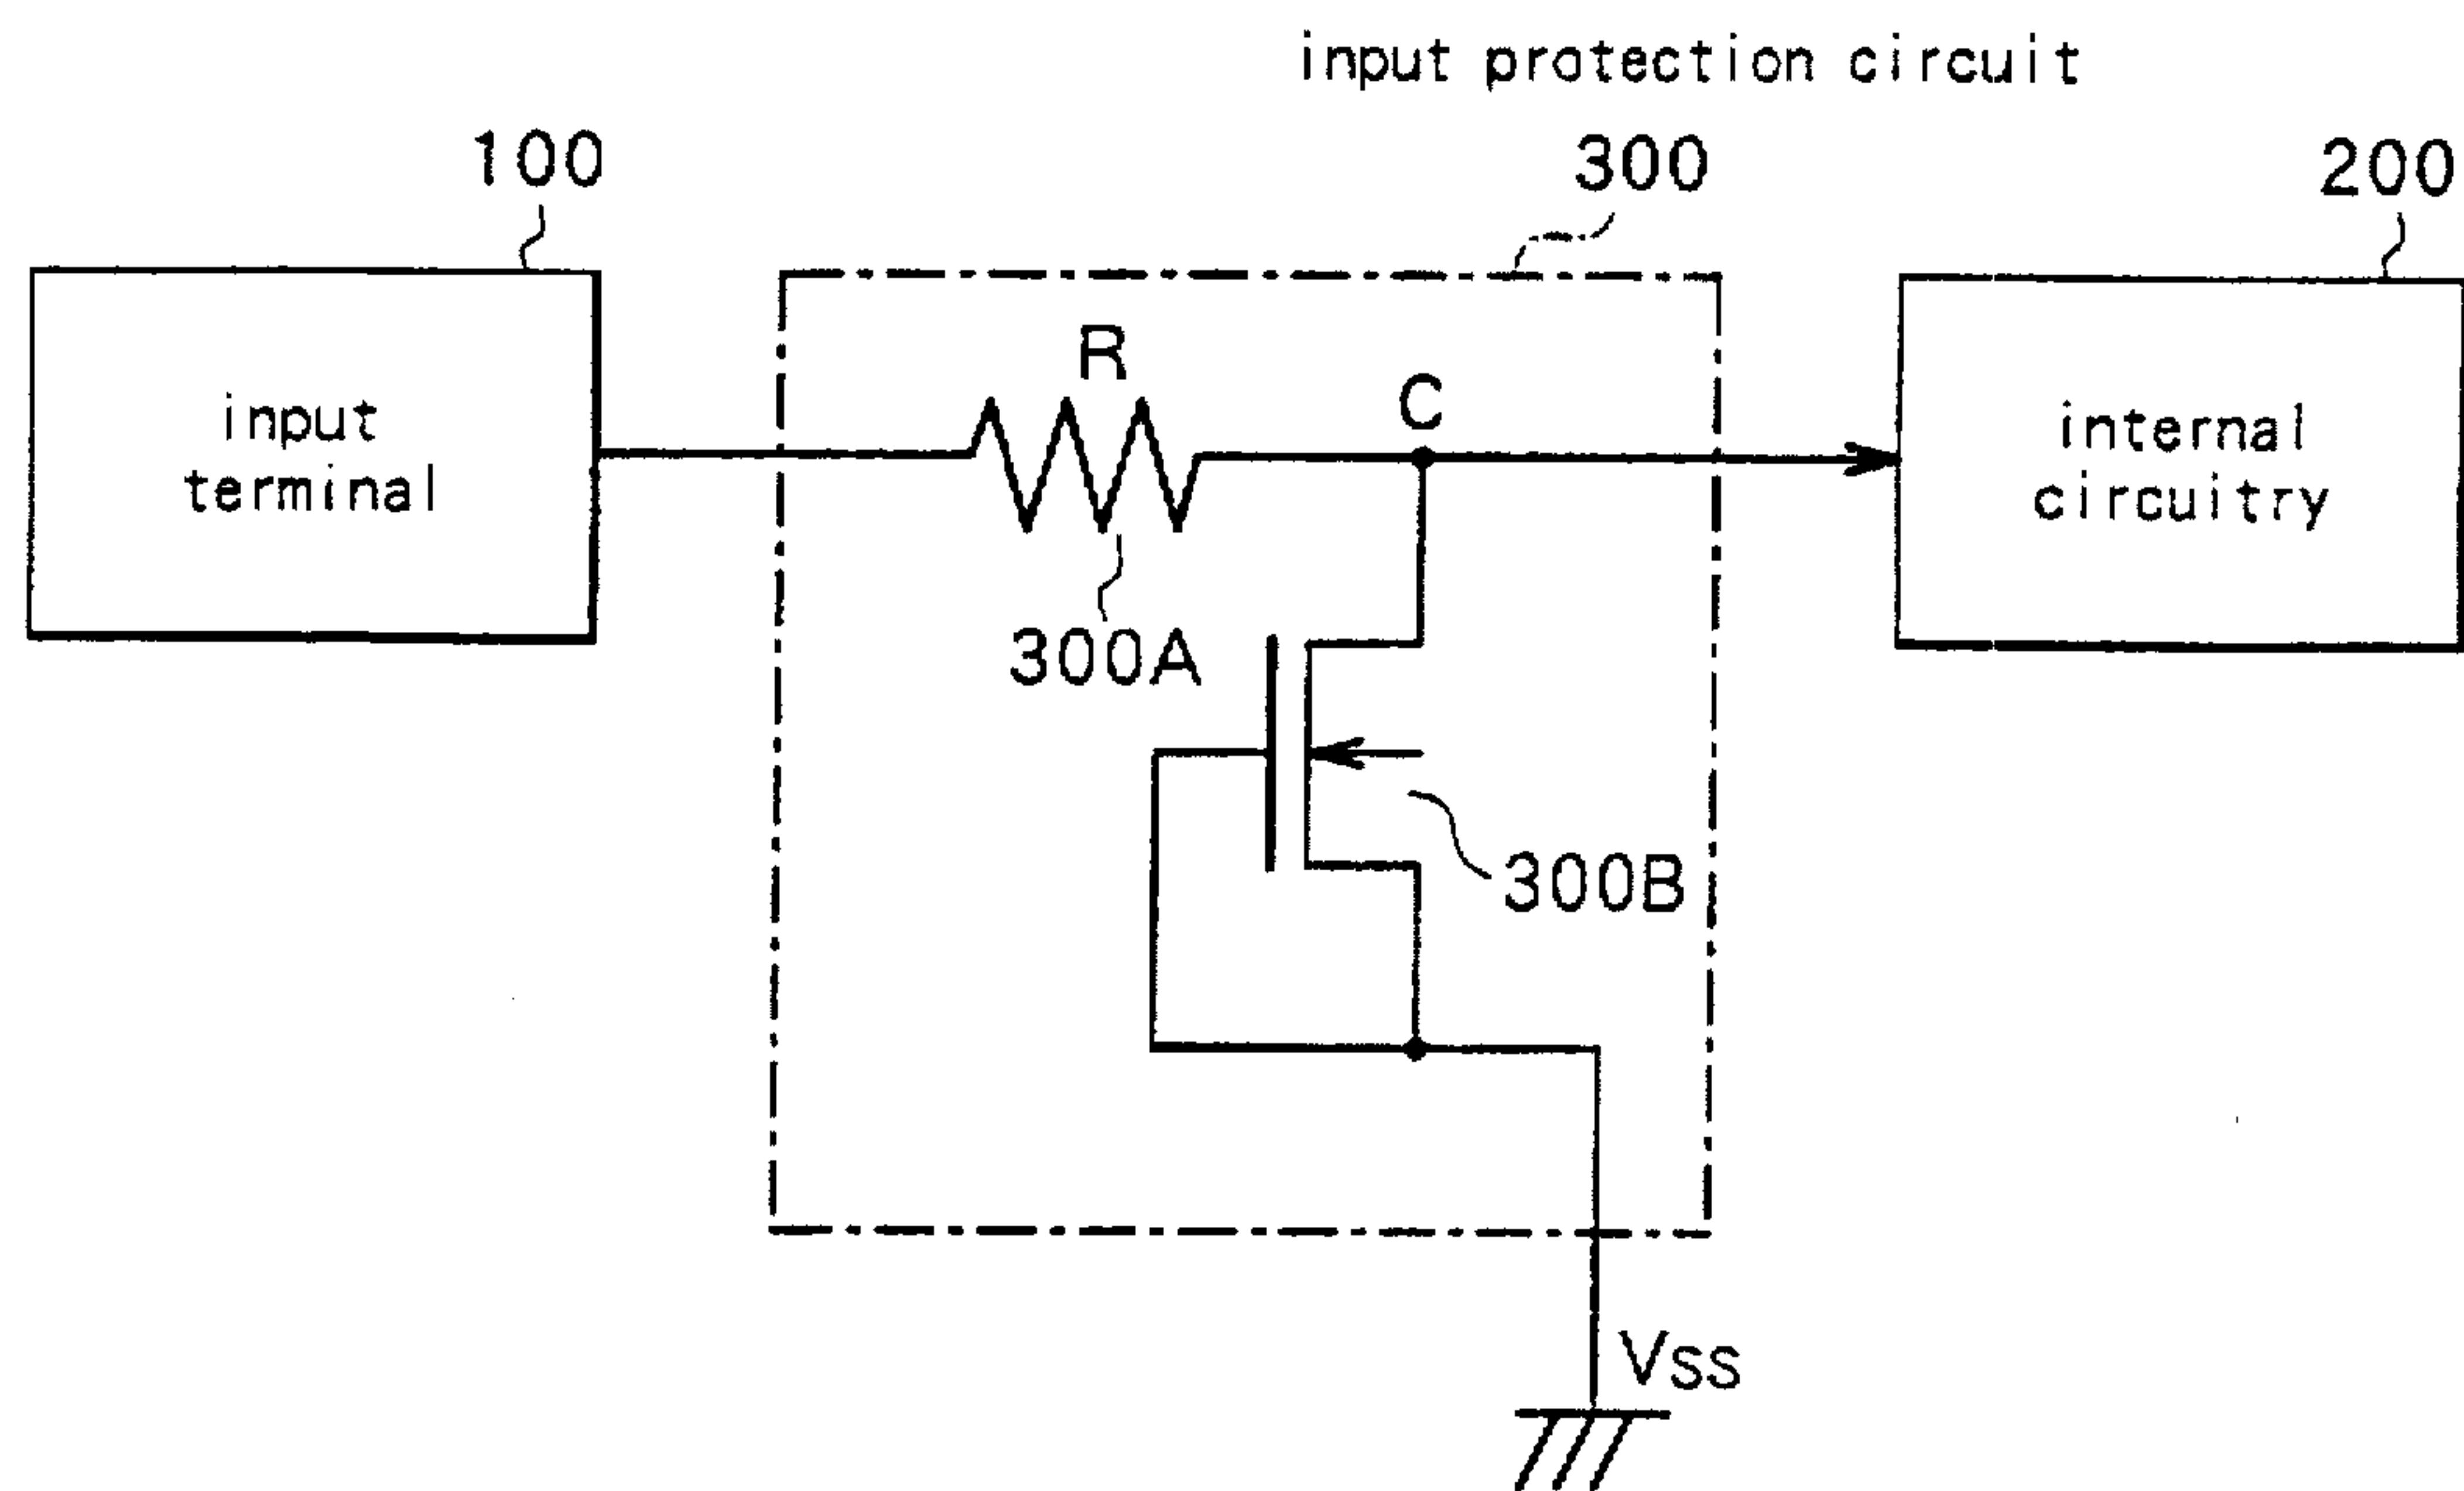 input protection circuit
100
300
200
R
C
input
terminal
internal
circuitry
300A
300B
VSS